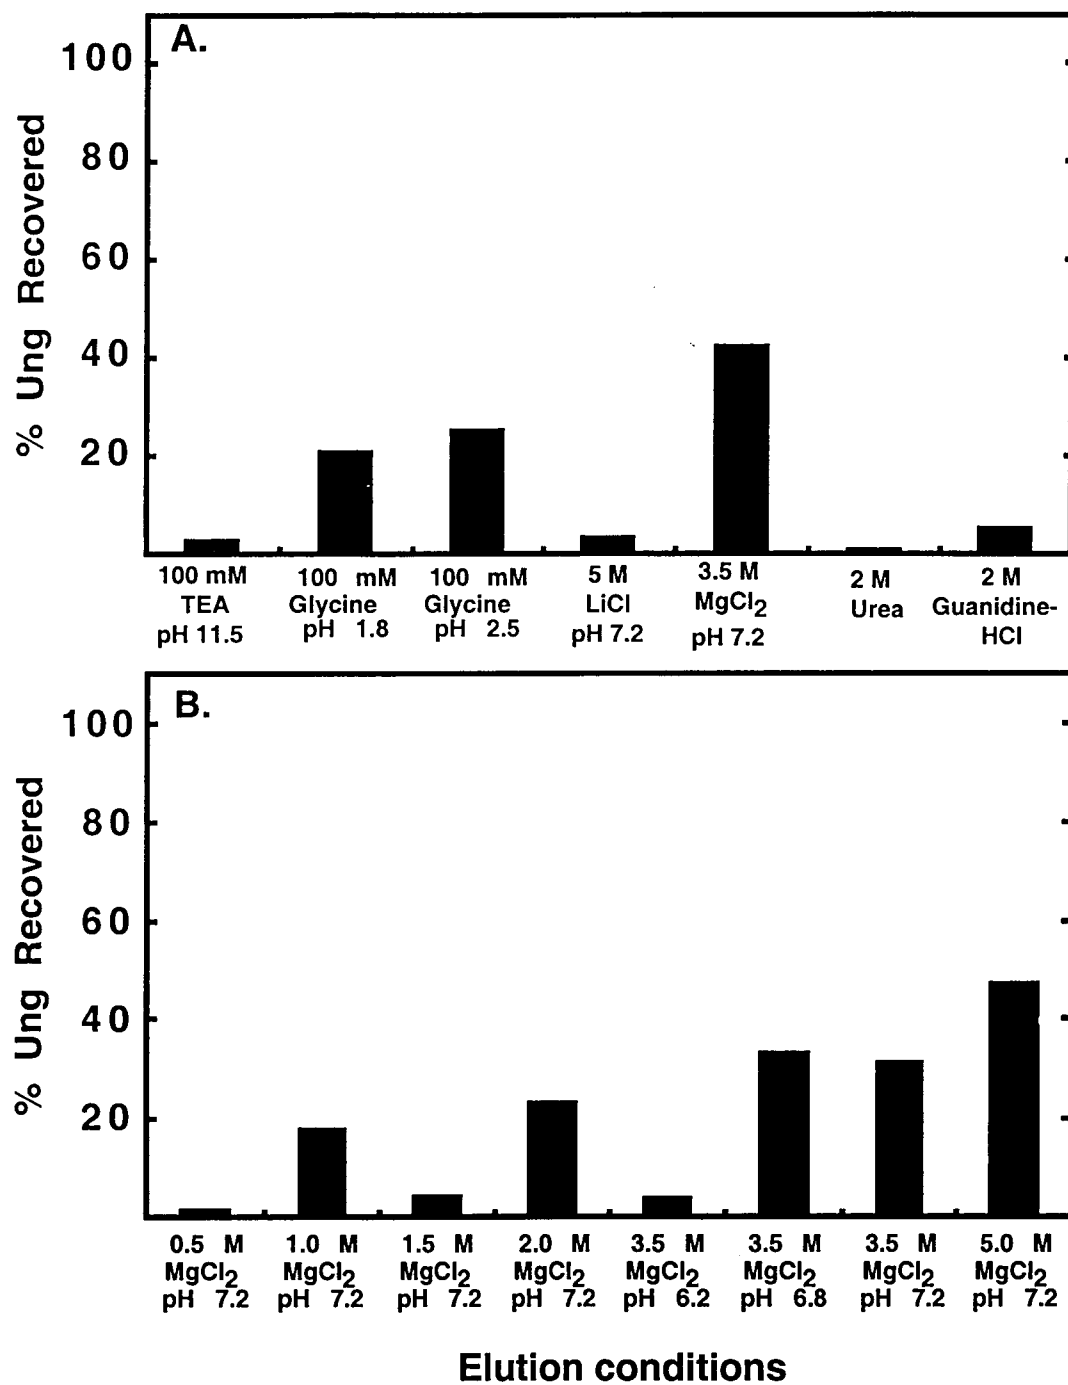 A.
100
80
60
40
20
% Ung Recovered
100 mM TEA pH 11.5
100 mM Glycine pH 1.8
100 mM Glycine pH 2.5
5 M LiCl pH 7.2
3.5 M MgCl2 pH 7.2
2 M Urea
2 M Guanidine-HCl
B.
100
80
60
40
20
% Ung Recovered
0.5 M MgCl2 pH 7.2
1.0 M MgCl2 pH 7.2
1.5 M MgCl2 pH 7.2
2.0 M MgCl2 pH 7.2
3.5 M MgCl2 pH 6.2
3.5 M MgCl2 pH 6.8
3.5 M MgCl2 pH 7.2
5.0 M MgCl2 pH 7.2
Elution conditions